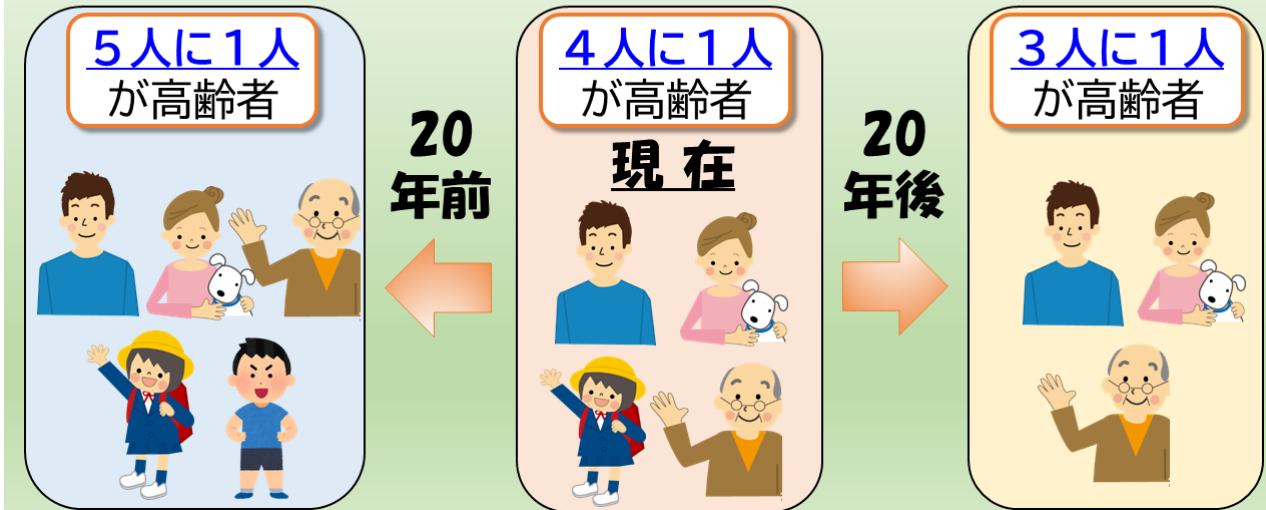 ５人に１人
が高齢者
20
年前
４人に１人
が高齢者
現 在
20
年後
３人に１人
が高齢者